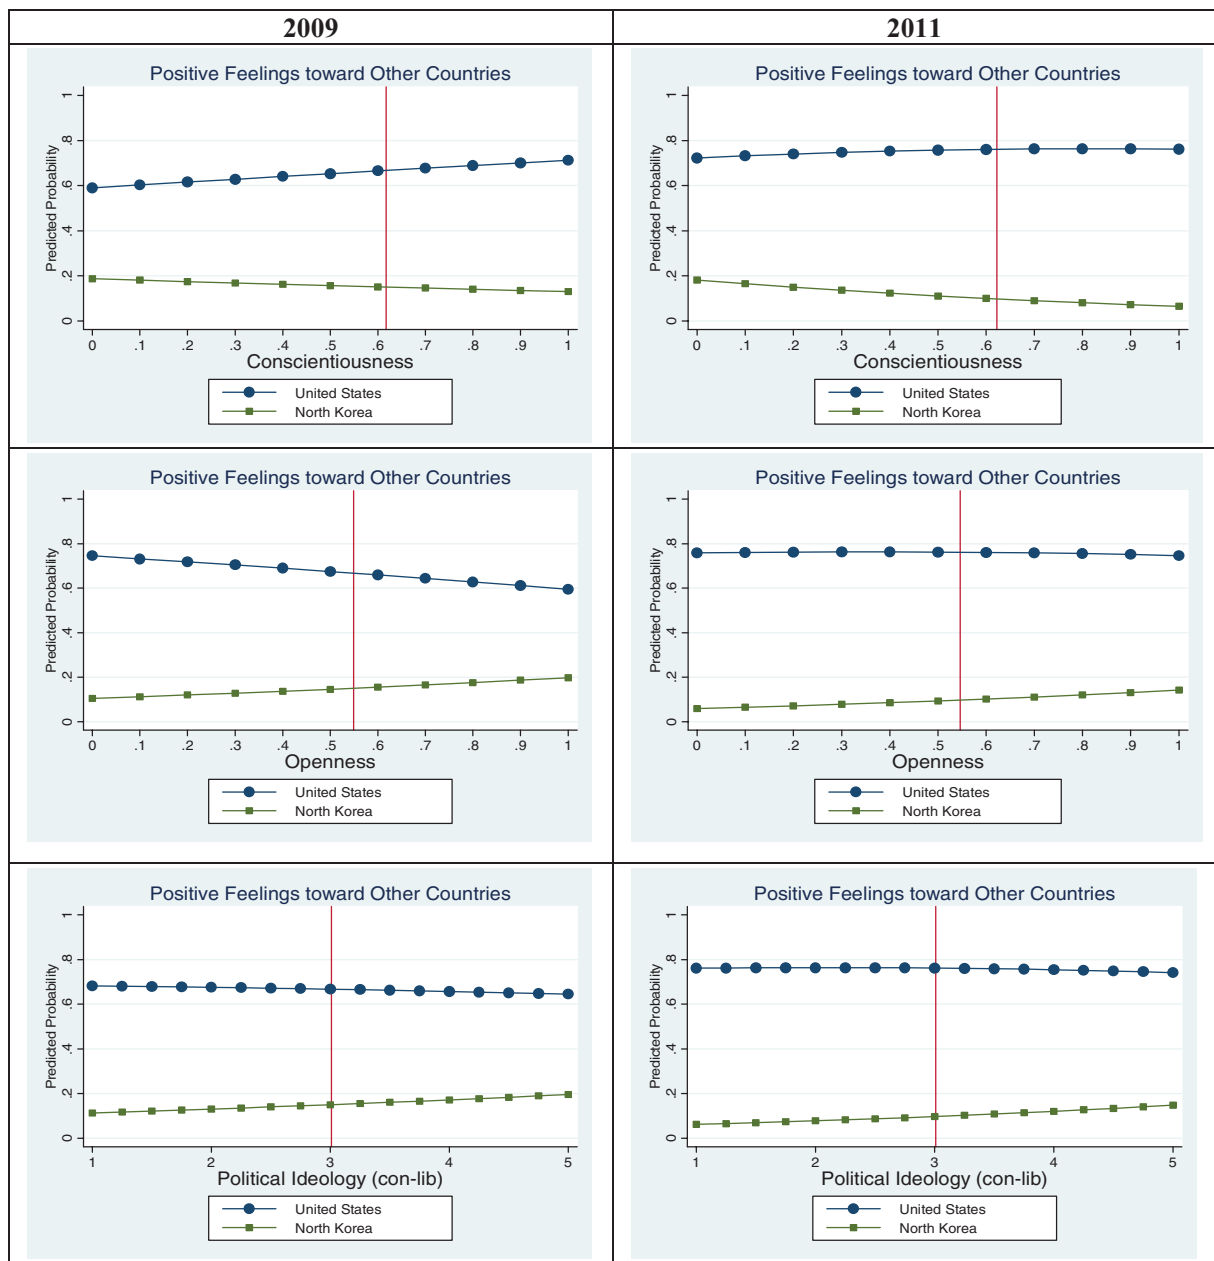 2009
2011
Positive Feelings toward Other Countries
Predicted Probability
0 .2 .4 .6 .8 1
0 .1 .2 .3 .4 .5 .6 .7 .8 .9 1
Conscientiousness
United States
North Korea
Positive Feelings toward Other Countries
Predicted Probability
0 .2 .4 .6 .8 1
0 .1 .2 .3 .4 .5 .6 .7 .8 .9 1
Conscientiousness
United States
North Korea
Positive Feelings toward Other Countries
Predicted Probability
0 .2 .4 .6 .8 1
0 .1 .2 .3 .4 .5 .6 .7 .8 .9 1
Openness
United States
North Korea
Positive Feelings toward Other Countries
Predicted Probability
0 .2 .4 .6 .8 1
0 .1 .2 .3 .4 .5 .6 .7 .8 .9 1
Openness
United States
North Korea
Positive Feelings toward Other Countries
Predicted Probability
0 .2 .4 .6 .8 1
1 2 3 4 5
Political Ideology (con-lib)
United States
North Korea
Positive Feelings toward Other Countries
Predicted Probability
0 .2 .4 .6 .8 1
1 2 3 4 5
Political Ideology (con-lib)
United States
North Korea